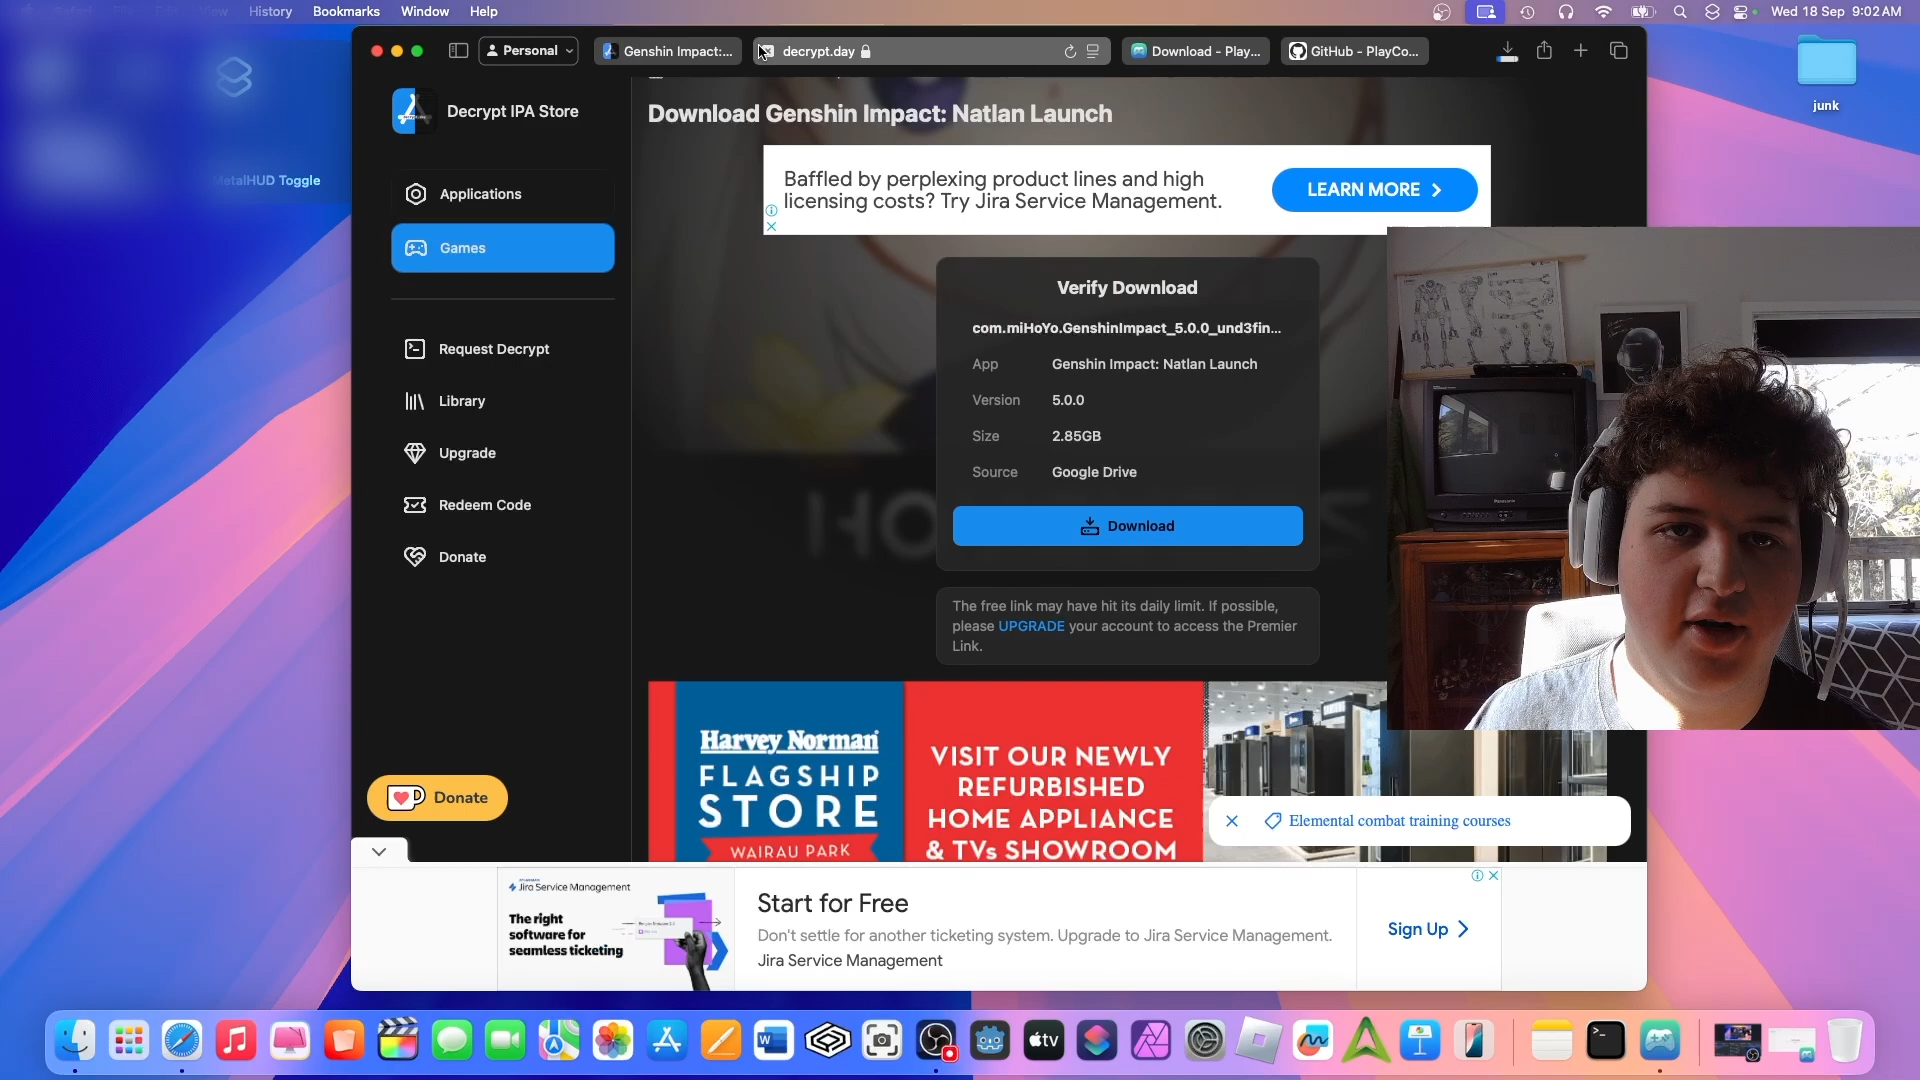 History
Bookmarks
Window
Help
Wed 18 Sep 9:02 AM
Personal
Genshin Impact:...
decrypt.day
Download - Play...
GitHub - PlayCo...
junk
MetalHUD Toggle
Decrypt IPA Store
Applications
Games
Request Decrypt
Library
Upgrade
Redeem Code
Donate
Donate
Download Genshin Impact: Natlan Launch
Baffled by perplexing product lines and high
licensing costs? Try Jira Service Management.
LEARN MORE
Verify Download
com.miHoYo.GenshinImpact_5.0.0_und3fin...
App Genshin Impact: Natlan Launch
Version 5.0.0
Size 2.85GB
Source Google Drive
Download
The free link may have hit its daily limit. If possible,
please UPGRADE your account to access the Premier
Link.
Harvey Norman
FLAGSHIP
STORE
WAIRAU PARK
VISIT OUR NEWLY
REFURBISHED
HOME APPLIANCE
& TVs SHOWROOM
Elemental combat training courses
Jira Service Management
The right
software for
seamless ticketing
Start for Free
Don't settle for another ticketing system. Upgrade to Jira Service Management.
Jira Service Management
Sign Up
tv